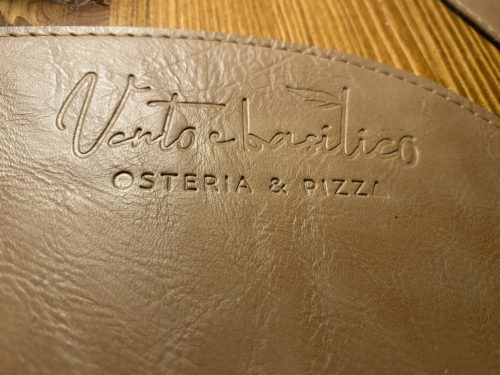 Vento e basilico
OSTERIA & PIZZ